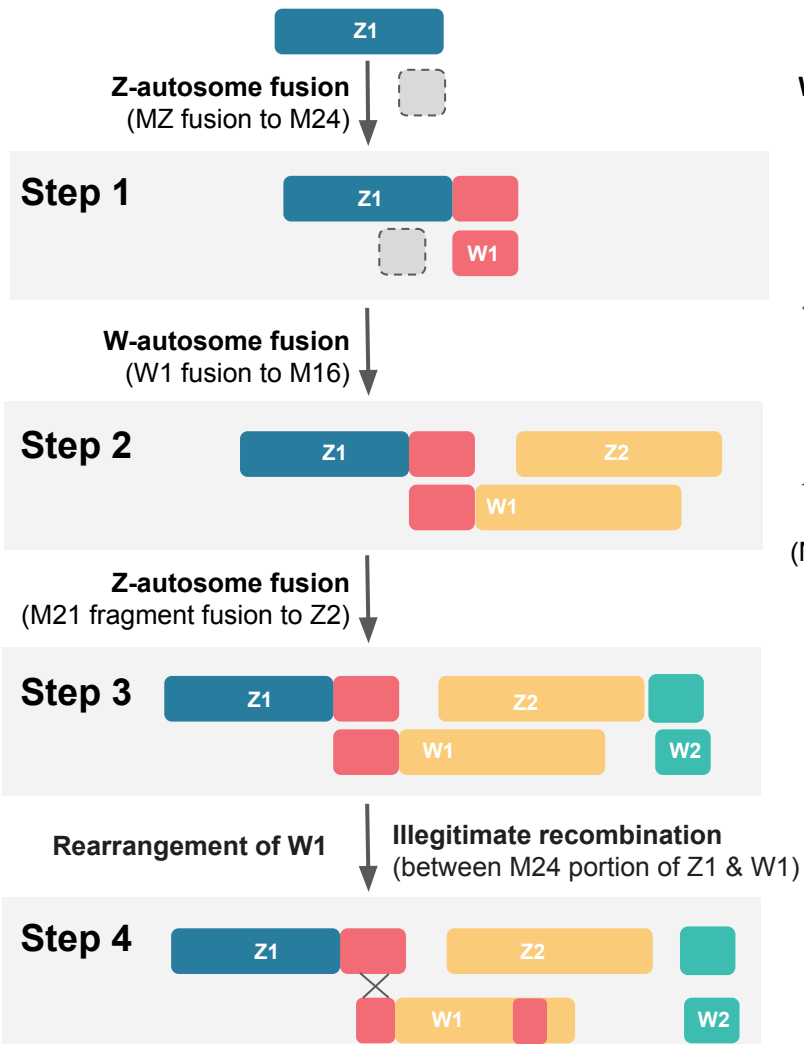 Z1
Z-autosome fusion
(MZ fusion to M24)
W
Step 1
Z1
W1
W-autosome fusion
(W1 fusion to M16)
Step 2
Z1
Z2
W1
Z-autosome fusion
(M21 fragment fusion to Z2)
(M
Step 3
Z1
Z2
W1
W2
Rearrangement of W1
Illegitimate recombination
(between M24 portion of Z1 & W1)
Step 4
Z1
Z2
W1
W2